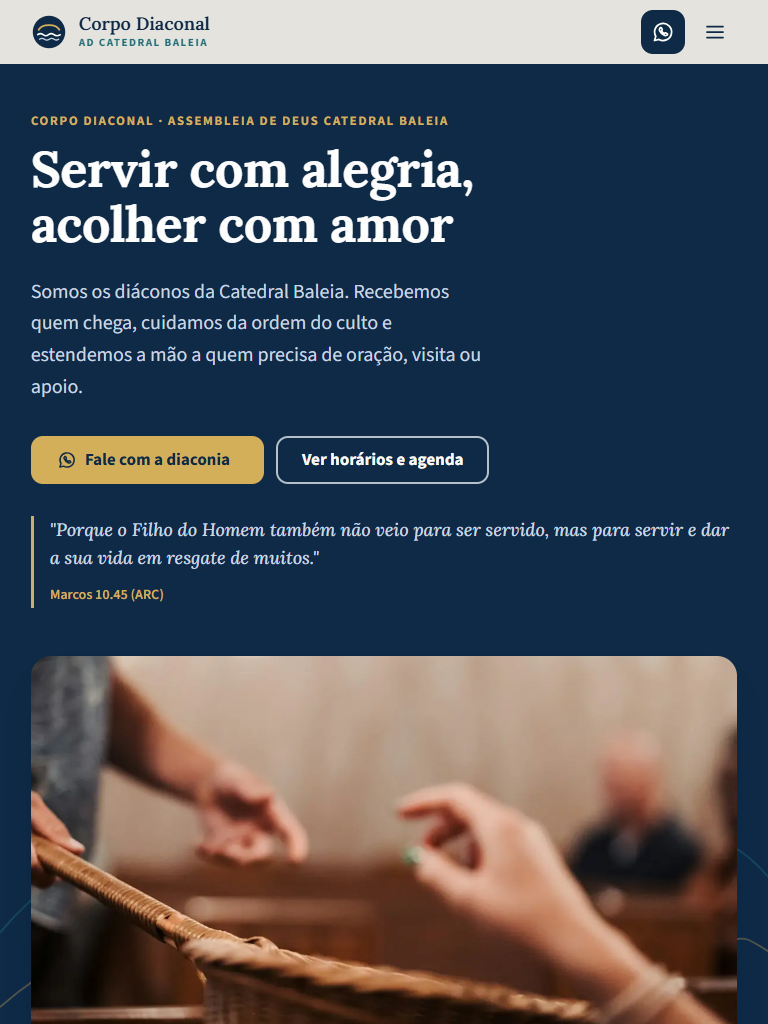 Corpo Diaconal
AD CATEDRAL BALEIA
CORPO DIACONAL · ASSEMBLEIA DE DEUS CATEDRAL BALEIA
Servir com alegria,
acolher com amor
Somos os diáconos da Catedral Baleia. Recebemos
quem chega, cuidamos da ordem do culto e
estendemos a mão a quem precisa de oração, visita ou
apoio.
Fale com a diaconia
Ver horários e agenda
"Porque o Filho do Homem também não veio para ser servido, mas para servir e dar
a sua vida em resgate de muitos."
Marcos 10.45 (ARC)